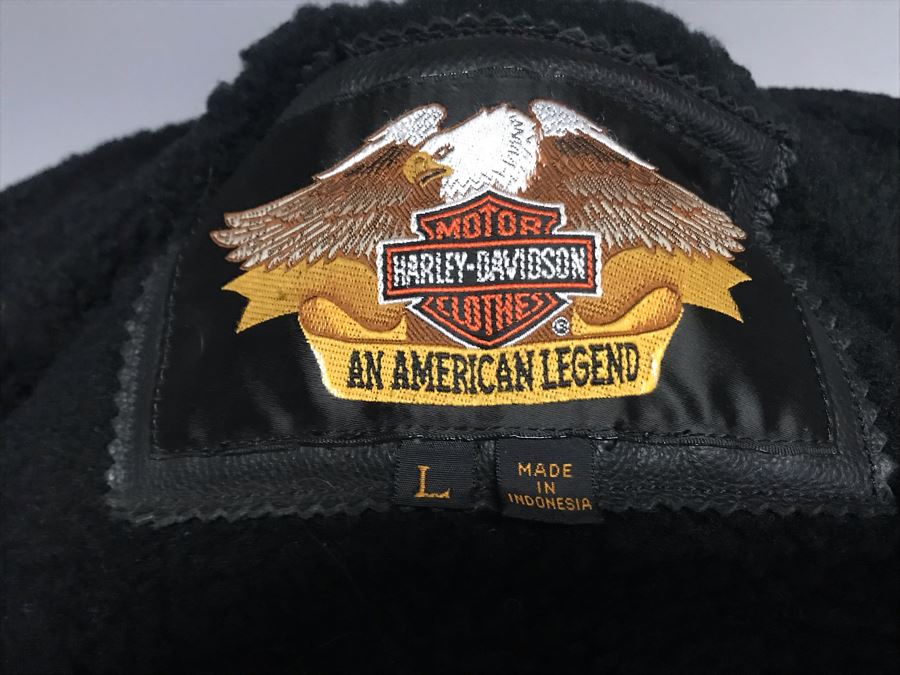 MOTOR
HARLEY-DAVIDSON
CLOTHES
®
AN AMERICAN LEGEND
L
MADE
IN
INDONESIA